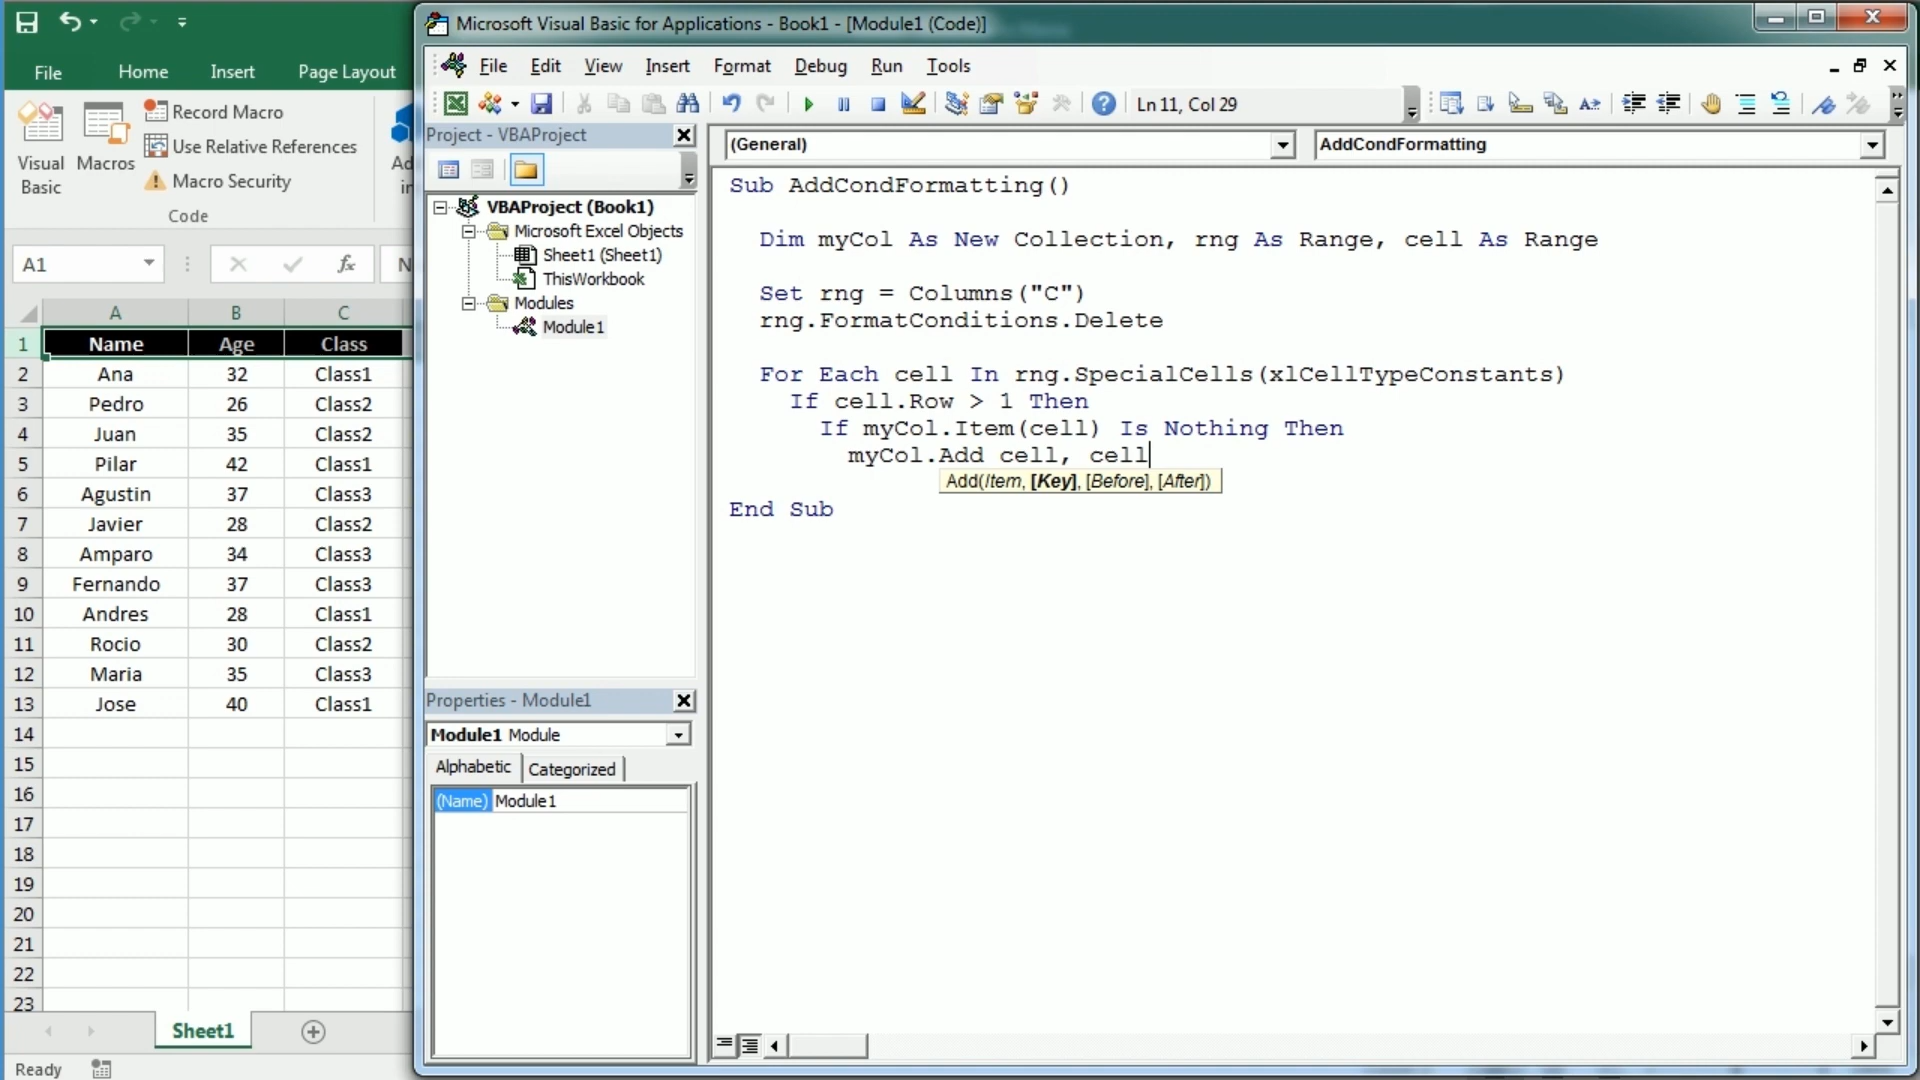 File
Home
Insert
Page Layout
Visual Basic
Macros
Record Macro
Use Relative References
Macro Security
Code
A1
fx
N
A B C
1 Name Age Class
2 Ana 32 Class1
3 Pedro 26 Class2
4 Juan 35 Class2
5 Pilar 42 Class1
6 Agustin 37 Class3
7 Javier 28 Class2
8 Amparo 34 Class3
9 Fernando 37 Class3
10 Andres 28 Class1
11 Rocio 30 Class2
12 Maria 35 Class3
13 Jose 40 Class1
14
15
16
17
18
19
20
21
22
23
Sheet1
Ready
Microsoft Visual Basic for Applications - Book1 - [Module1 (Code)]
File Edit View Insert Format Debug Run Tools
Ln 11, Col 29
Project - VBAProject
VBAProject (Book1)
Microsoft Excel Objects
Sheet1 (Sheet1)
ThisWorkbook
Modules
Module1
Properties - Module1
Module1 Module
Alphabetic Categorized
(Name) Module1
(General)
AddCondFormatting
Sub AddCondFormatting()
Dim myCol As New Collection, rng As Range, cell As Range
Set rng = Columns("C")
rng.FormatConditions.Delete
For Each cell In rng.SpecialCells(xlCellTypeConstants)
If cell.Row > 1 Then
If myCol.Item(cell) Is Nothing Then
myCol.Add cell, cell
Add(Item, [Key], [Before], [After])
End Sub